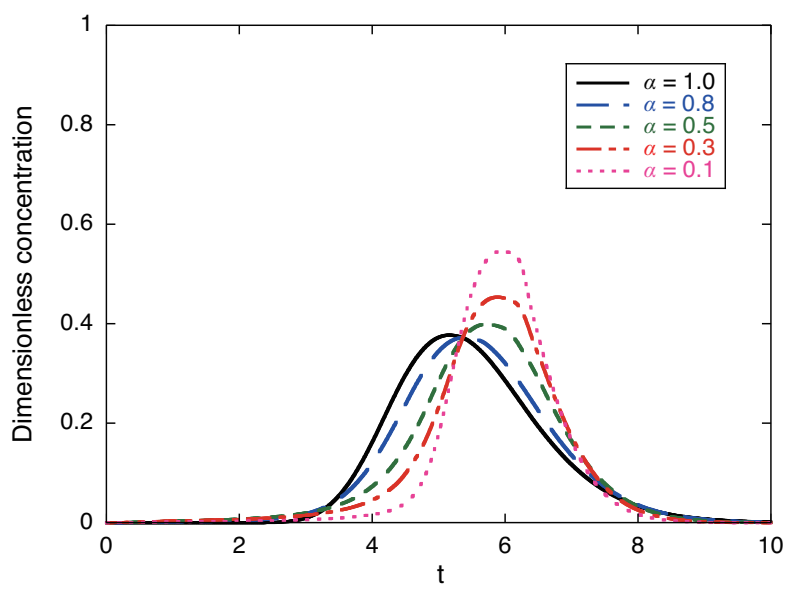 1
0.8
0.6
0.4
0.2
0
0 2 4 6 8 10
Dimensionless concentration
t
α = 1.0
α = 0.8
α = 0.5
α = 0.3
α = 0.1